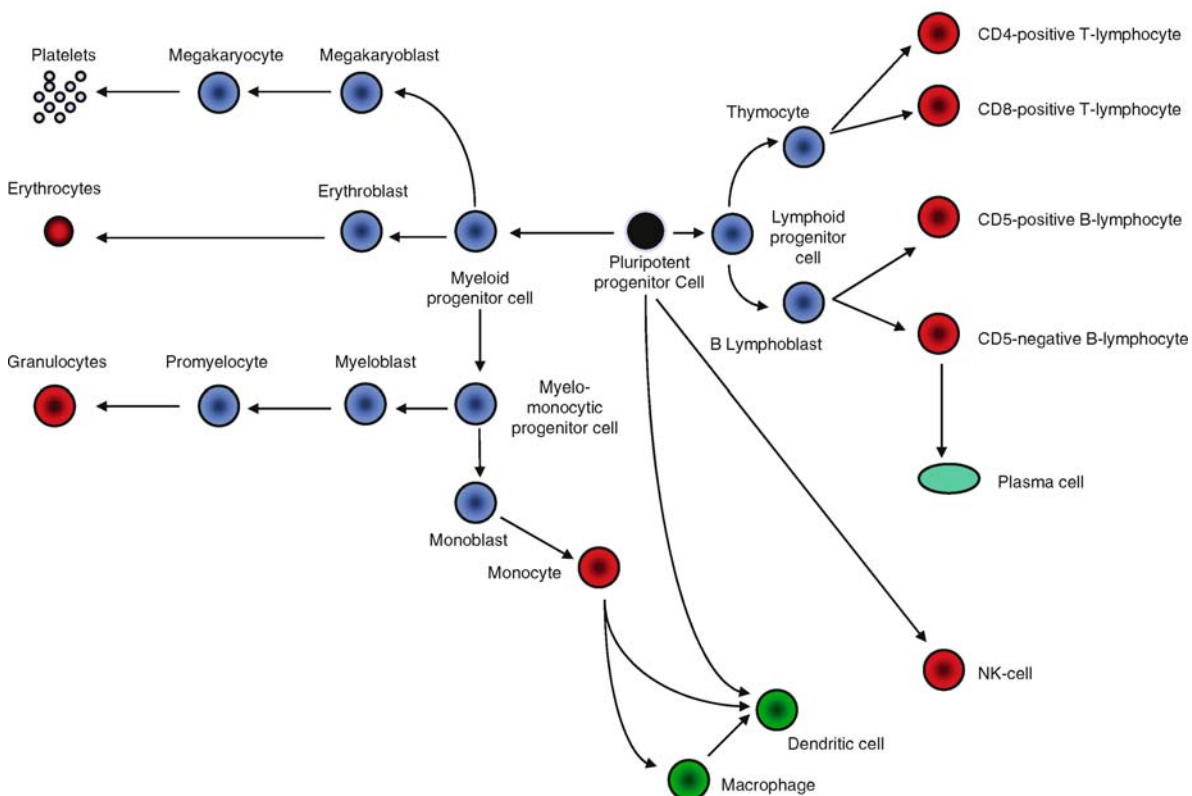 CD4-positive T-lymphocyte
Platelets
Megakaryocyte
Megakaryoblast
CD8-positive T-lymphocyte
Thymocyte
Erythrocytes
Erythroblast
CD5-positive B-lymphocyte
Lymphoid
progenitor
cell
Pluripotent
progenitor Cell
Myeloid
progenitor cell
B Lymphoblast
CD5-negative B-lymphocyte
Granulocytes
Promyelocyte
Myeloblast
Myelo-
monocytic
progenitor cell
Plasma cell
Monoblast
Monocyte
NK-cell
Dendritic cell
Macrophage